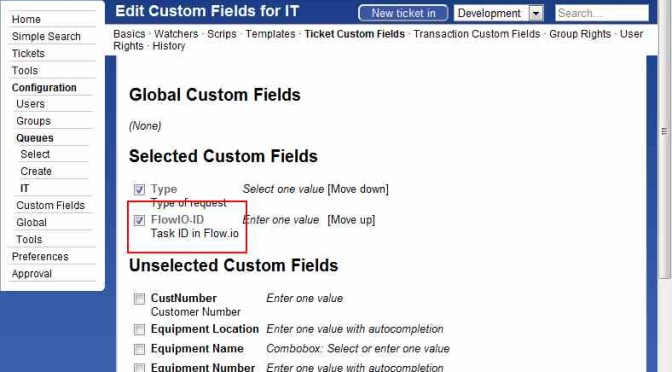 Edit Custom Fields for IT
New ticket in Development Search...
Home
Simple Search
Tickets
Tools
Configuration
Users
Groups
Queues
Select
Create
IT
Custom Fields
Global
Tools
Preferences
Approval
Basics · Watchers · Scrips · Templates · Ticket Custom Fields · Transaction Custom Fields · Group Rights · User
Rights · History
Global Custom Fields
(None)
Selected Custom Fields
Type Select one value [Move down]
Type of request
FlowIO-ID Enter one value [Move up]
Task ID in Flow.io
Unselected Custom Fields
CustNumber Enter one value
Customer Number
Equipment Location Enter one value with autocompletion
Equipment Name Combobox: Select or enter one value
Equipment Number Enter one value with autocompletion